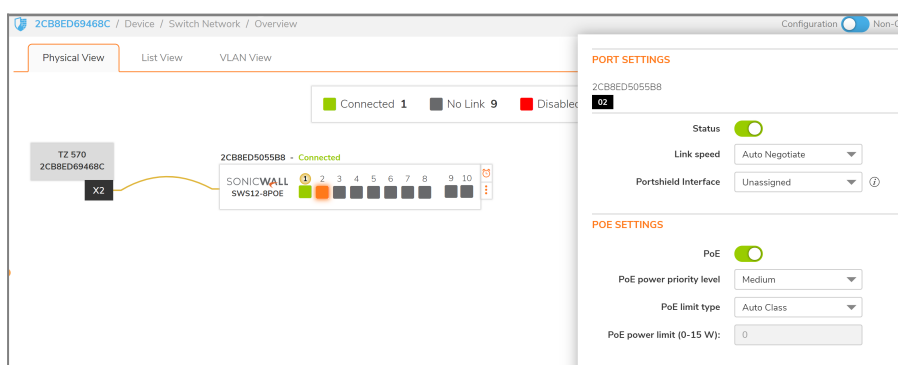 2CB8ED69468C / Device / Switch Network / Overview
Configuration Non-C
Physical View List View VLAN View
Connected 1 No Link 9 Disabled
TZ 570
2CB8ED69468C
X2
2CB8ED5055B8 - Connected
SONICWALL
SWS12-8POE
1 2 3 4 5 6 7 8 9 10
PORT SETTINGS
2CB8ED5055B8
02
Status
Link speed Auto Negotiate
Portshield Interface Unassigned i
POE SETTINGS
PoE
PoE power priority level Medium
PoE limit type Auto Class
PoE power limit (0-15 W): 0